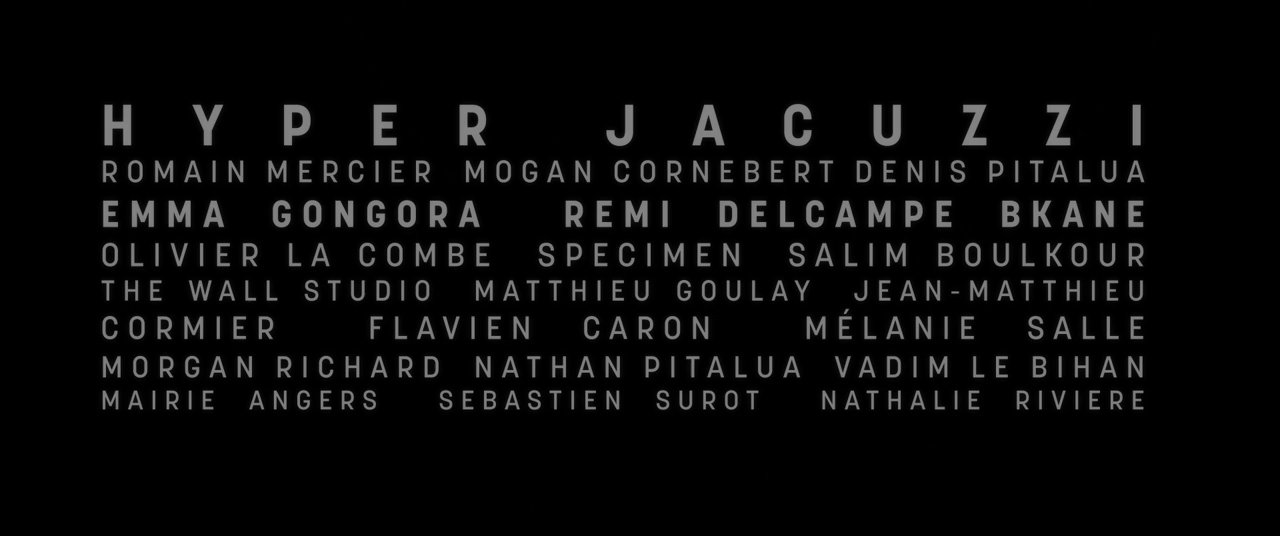 HYPER JACUZZI
ROMAIN MERCIER MOGAN CORNEBERT DENIS PITALUA
EMMA GONGORA REMI DELCAMPE BKANE
OLIVIER LA COMBE SPECIMEN SALIM BOULKOUR
THE WALL STUDIO MATTHIEU GOULAY JEAN-MATTHIEU
CORMIER FLAVIEN CARON MÉLANIE SALLE
MORGAN RICHARD NATHAN PITALUA VADIM LE BIHAN
MAIRIE ANGERS SEBASTIEN SUROT NATHALIE RIVIERE